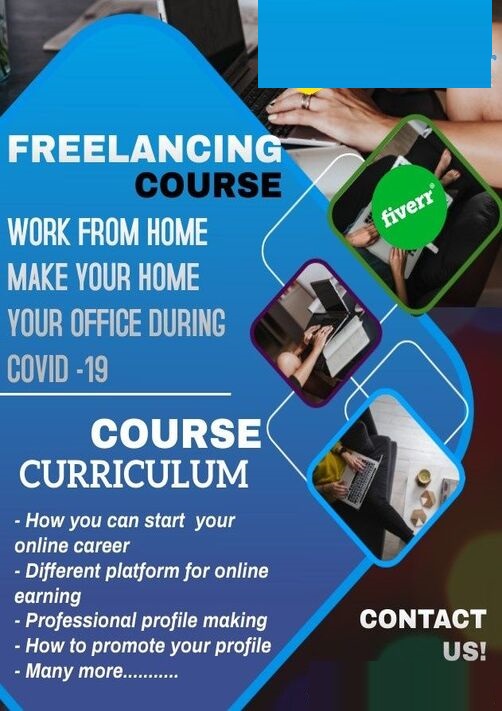 FREELANCING
COURSE
fiverr®
WORK FROM HOME
MAKE YOUR HOME
YOUR OFFICE DURING
COVID -19
COURSE
CURRICULUM
- How you can start your
online career
- Different platform for online
earning
- Professional profile making
- How to promote your profile
- Many more...........
CONTACT
US!